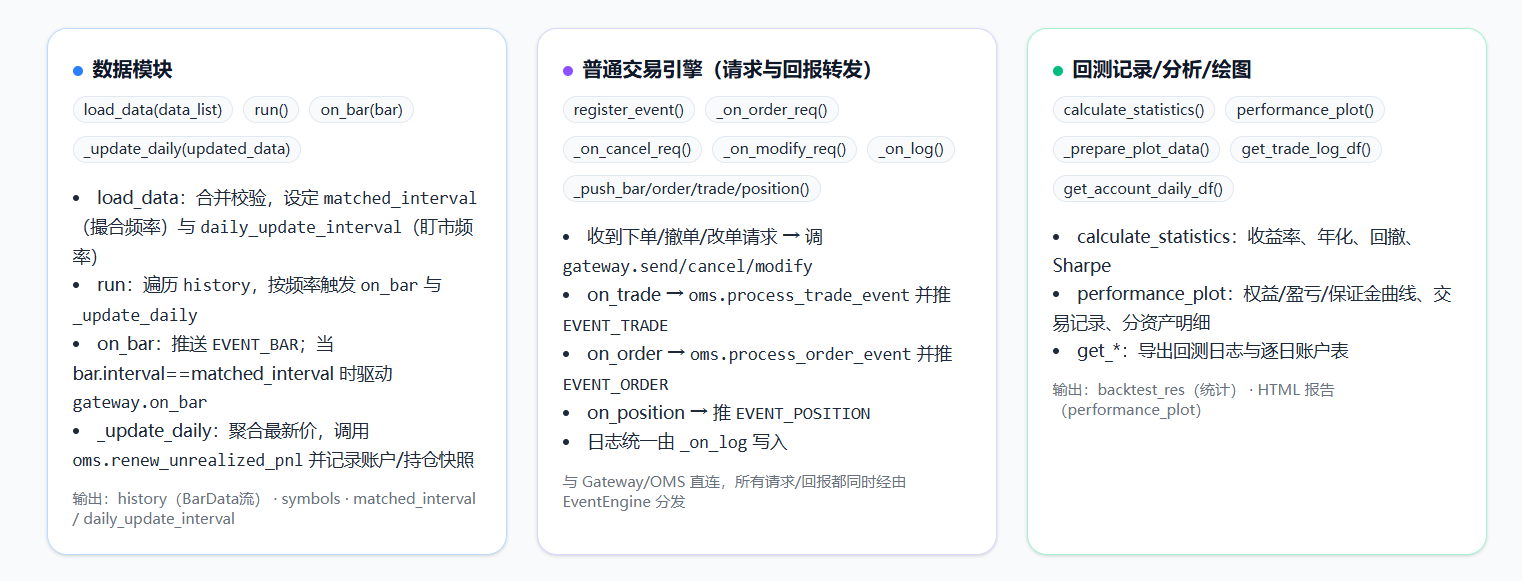 数据模块
load_data(data_list) run() on_bar(bar)
_update_daily(updated_data)
• load_data：合并校验，设定 matched_interval
（撮合频率）与 daily_update_interval（盯市频
率）
• run：遍历 history，按频率触发 on_bar 与
_update_daily
• on_bar：推送 EVENT_BAR；当
bar.interval==matched_interval 时驱动
gateway.on_bar
• _update_daily：聚合最新价，调用
oms.renew_unrealized_pnl 并记录账户/持仓快照
输出：history（BarData流） · symbols · matched_interval
/ daily_update_interval
普通交易引擎（请求与回报转发）
register_event() _on_order_req()
_on_cancel_req() _on_modify_req() _on_log()
_push_bar/order/trade/position()
• 收到下单/撤单/改单请求 → 调
gateway.send/cancel/modify
• on_trade → oms.process_trade_event 并推
EVENT_TRADE
• on_order → oms.process_order_event 并推
EVENT_ORDER
• on_position → 推 EVENT_POSITION
• 日志统一由 _on_log 写入
与 Gateway/OMS 直连，所有请求/回报都同时经由
EventEngine 分发
回测记录/分析/绘图
calculate_statistics() performance_plot()
_prepare_plot_data() get_trade_log_df()
get_account_daily_df()
• calculate_statistics：收益率、年化、回撤、
Sharpe
• performance_plot：权益/盈亏/保证金曲线、交
易记录、分资产明细
• get_*：导出回测日志与逐日账户表
输出：backtest_res（统计） · HTML 报告
（performance_plot）